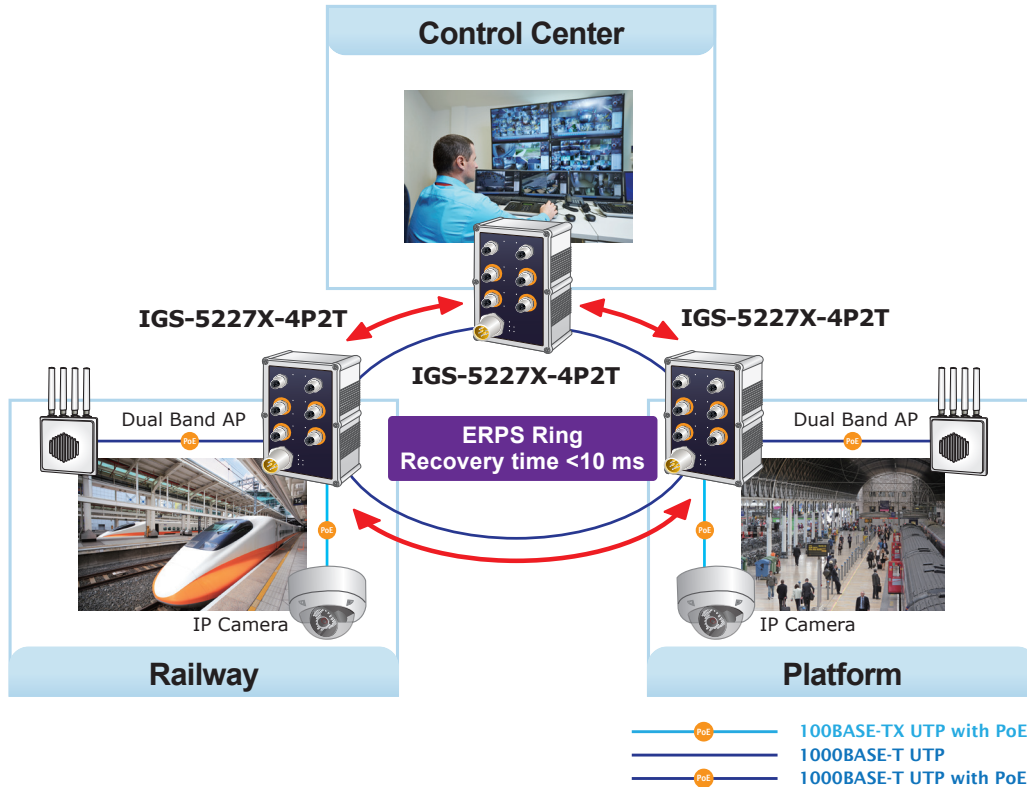 Control Center
IGS-5227X-4P2T
IGS-5227X-4P2T
IGS-5227X-4P2T
Dual Band AP
PoE
Dual Band AP
PoE
ERPS Ring
Recovery time <10 ms
PoE
PoE
IP Camera
IP Camera
Railway
Platform
PoE
100BASE-TX UTP with PoE
1000BASE-T UTP
PoE
1000BASE-T UTP with PoE